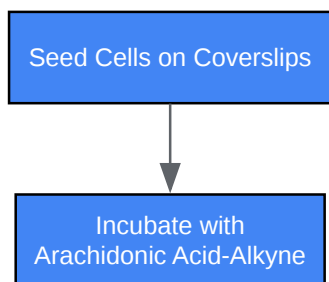 Seed Cells on Coverslips
Incubate with
Arachidonic Acid-Alkyne